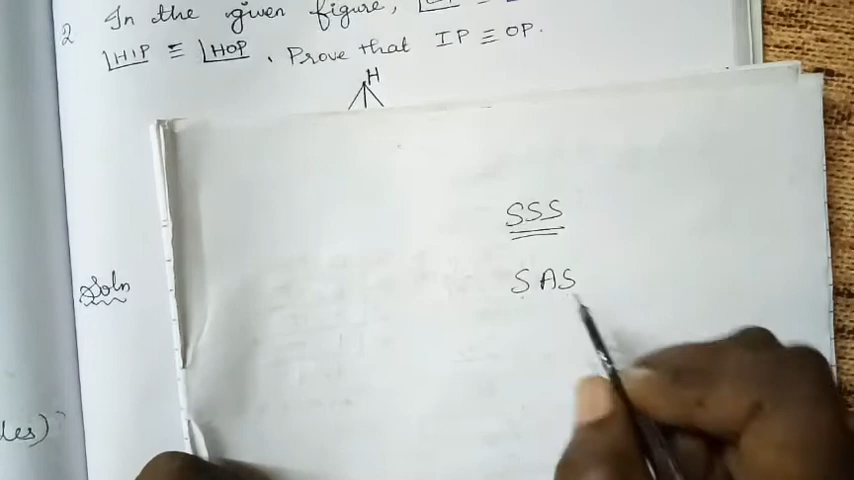 2 In the given figure,
∠HIP ≡ ∠HOP. Prove that IP ≡ OP.
H
SSS
SAS
Soln
les)?